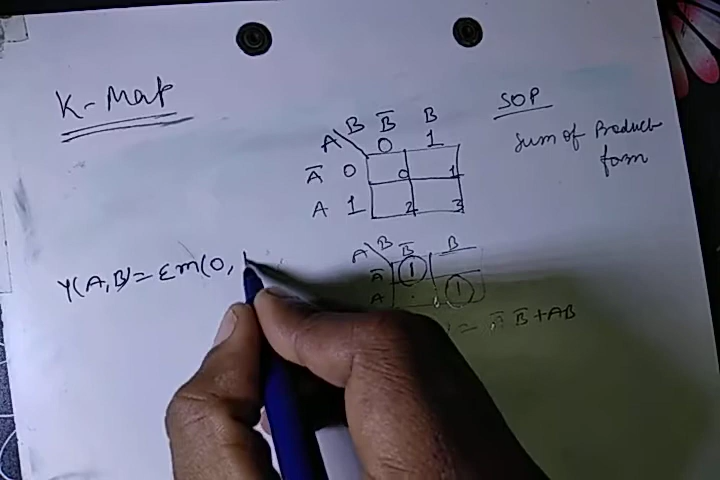 K-Map
SOP
Sum of Product
form
A B B̅ B
0 1
A̅ 0 0 1
A 1 2 3
Y(A,B)= Σm(0,
A B B̅ B
A̅ 1
A 1
= A̅ B̅ + AB